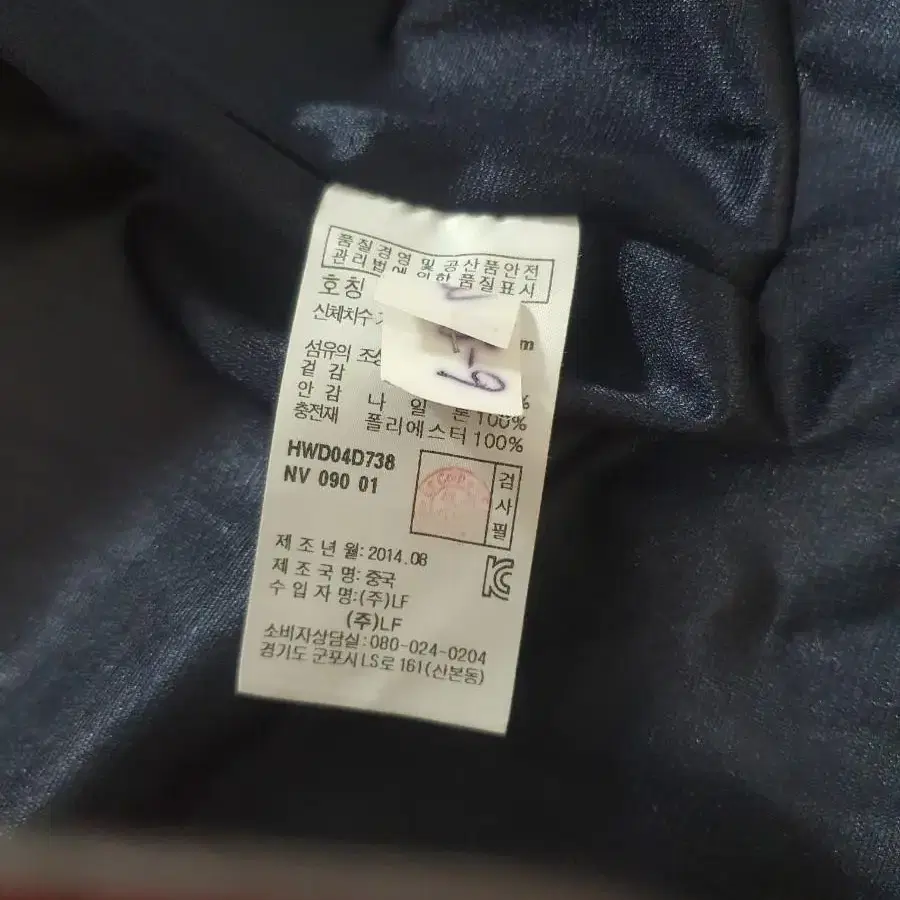 품질경영 및 공산품안전
관리법에 의한 품질표시
호칭
신체치수
m
섬유의 조성
겉감
%
안감 나일론 100%
충전재 폴리에스터 100%
HWD04D738
NV 090 01
검사필
제조년월: 2014.08
제조국명: 중국
수입자명: (주)LF
(주)LF
소비자상담실: 080-024-0204
경기도 군포시 LS로 161(산본동)